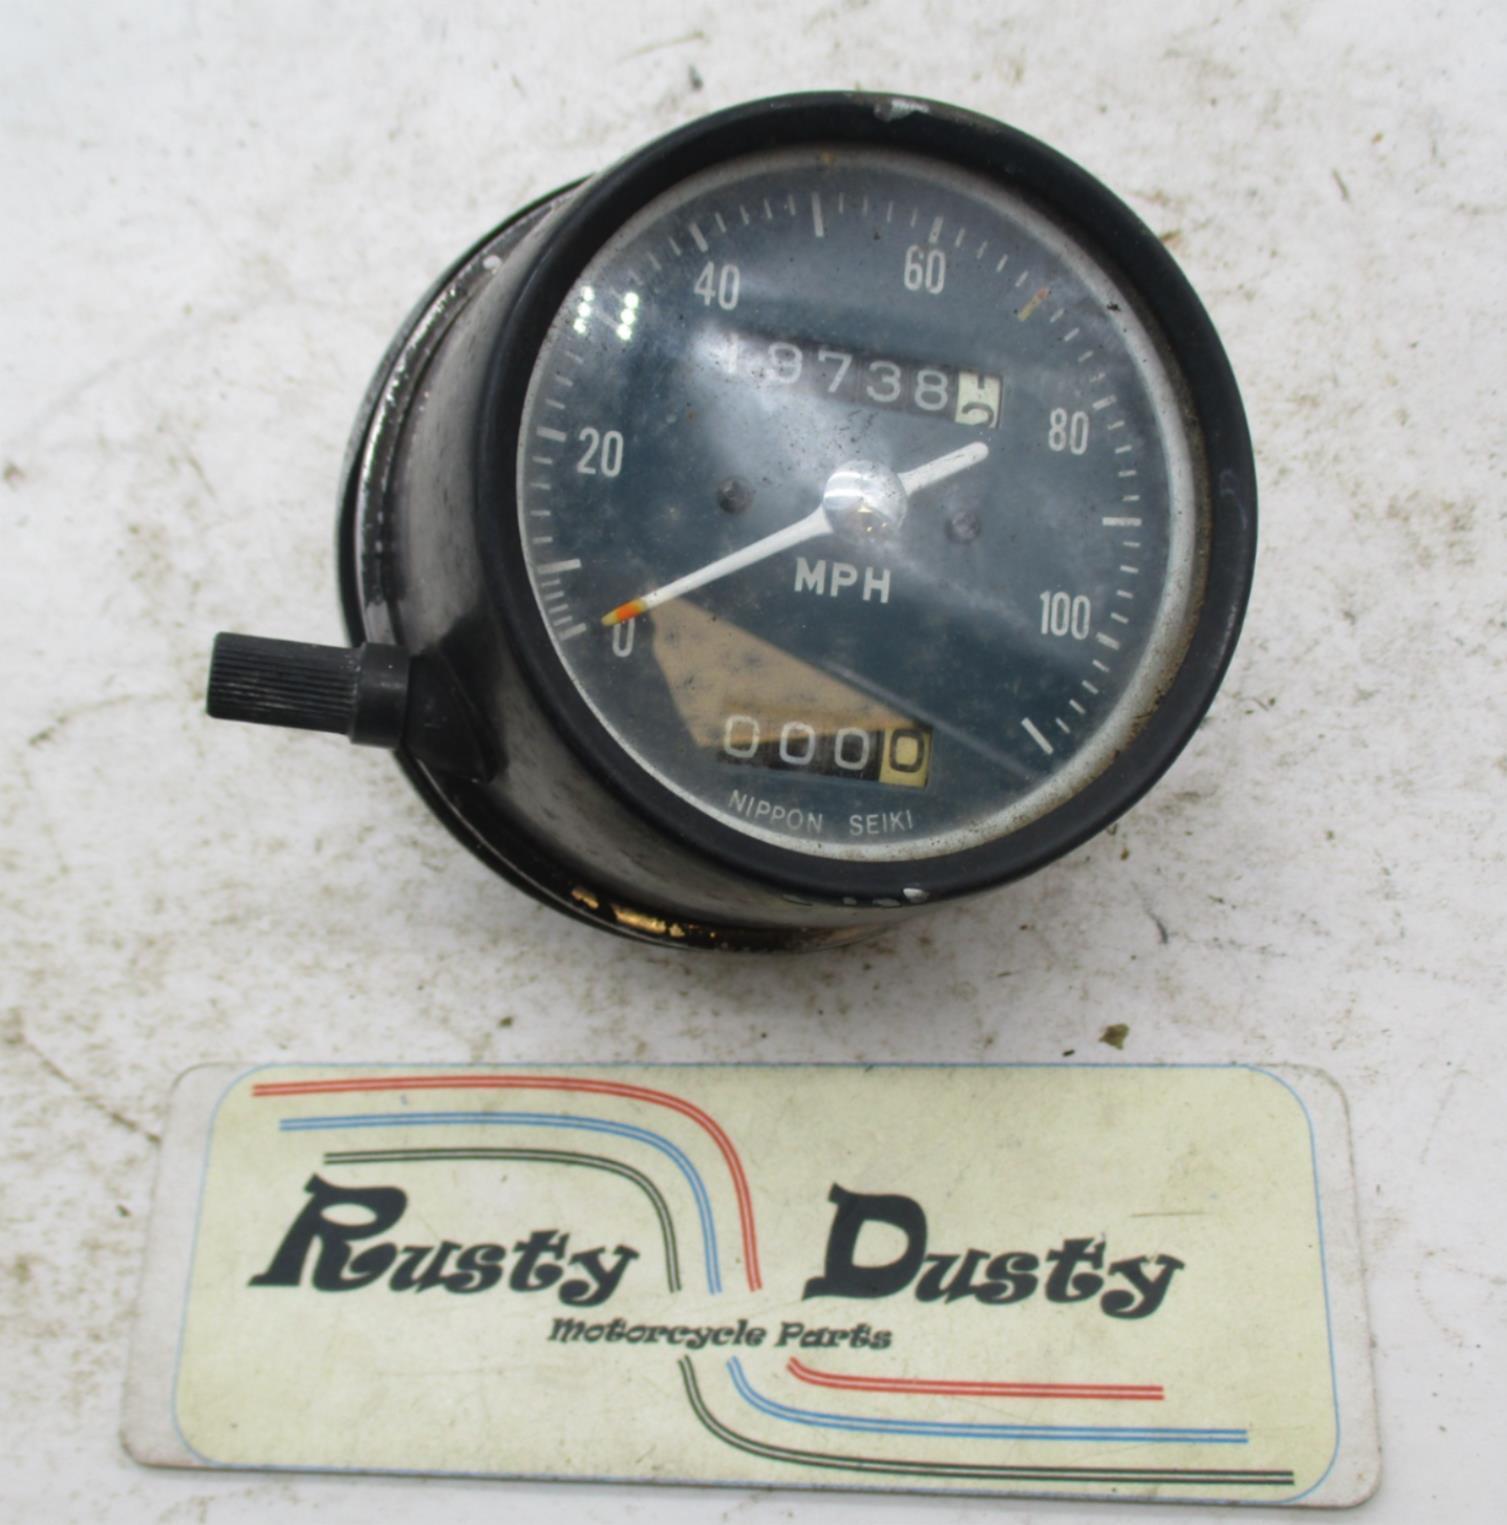 40 60
19738
20 80
MPH
0 100
0000
NIPPON SEIKI
Rusty Dusty
Motorcycle Parts